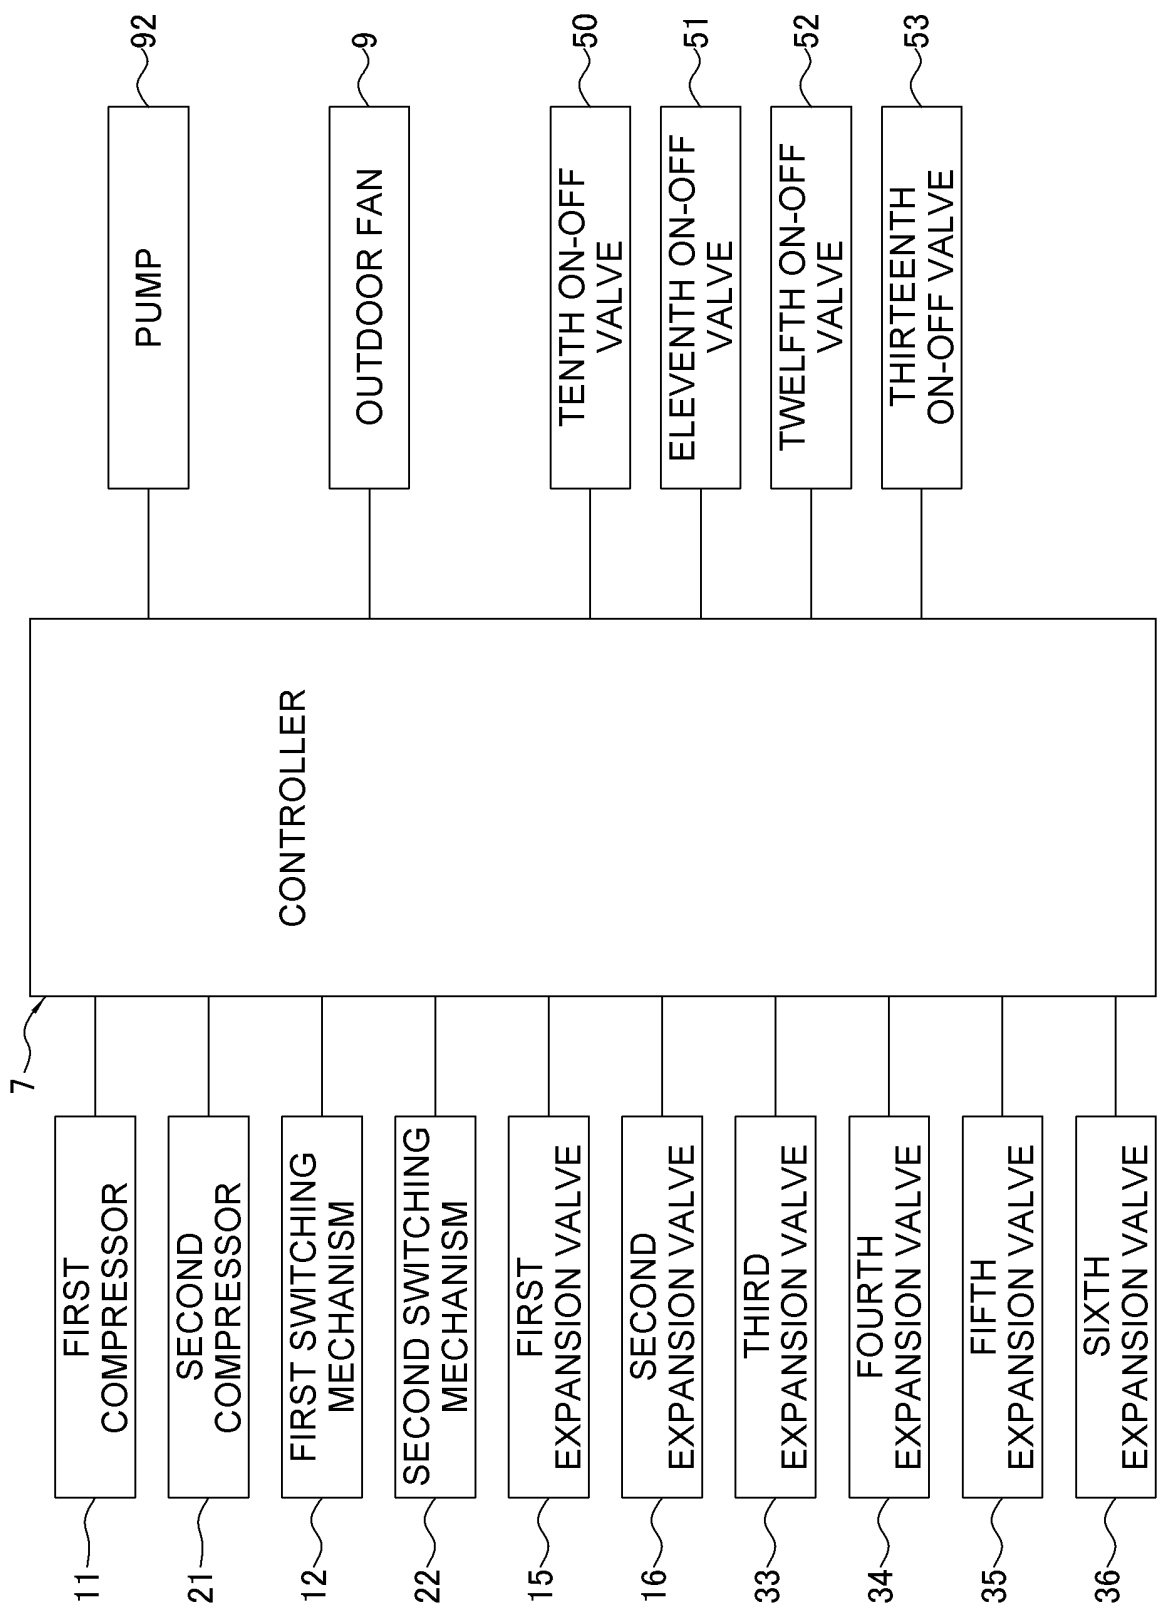 7
CONTROLLER
11
FIRST
COMPRESSOR
21
SECOND
COMPRESSOR
12
FIRST SWITCHING
MECHANISM
22
SECOND SWITCHING
MECHANISM
15
FIRST
EXPANSION VALVE
16
SECOND
EXPANSION VALVE
33
THIRD
EXPANSION VALVE
34
FOURTH
EXPANSION VALVE
35
FIFTH
EXPANSION VALVE
36
SIXTH
EXPANSION VALVE
PUMP
92
OUTDOOR FAN
9
TENTH ON-OFF
VALVE
50
ELEVENTH ON-OFF
VALVE
51
TWELFTH ON-OFF
VALVE
52
THIRTEENTH
ON-OFF VALVE
53